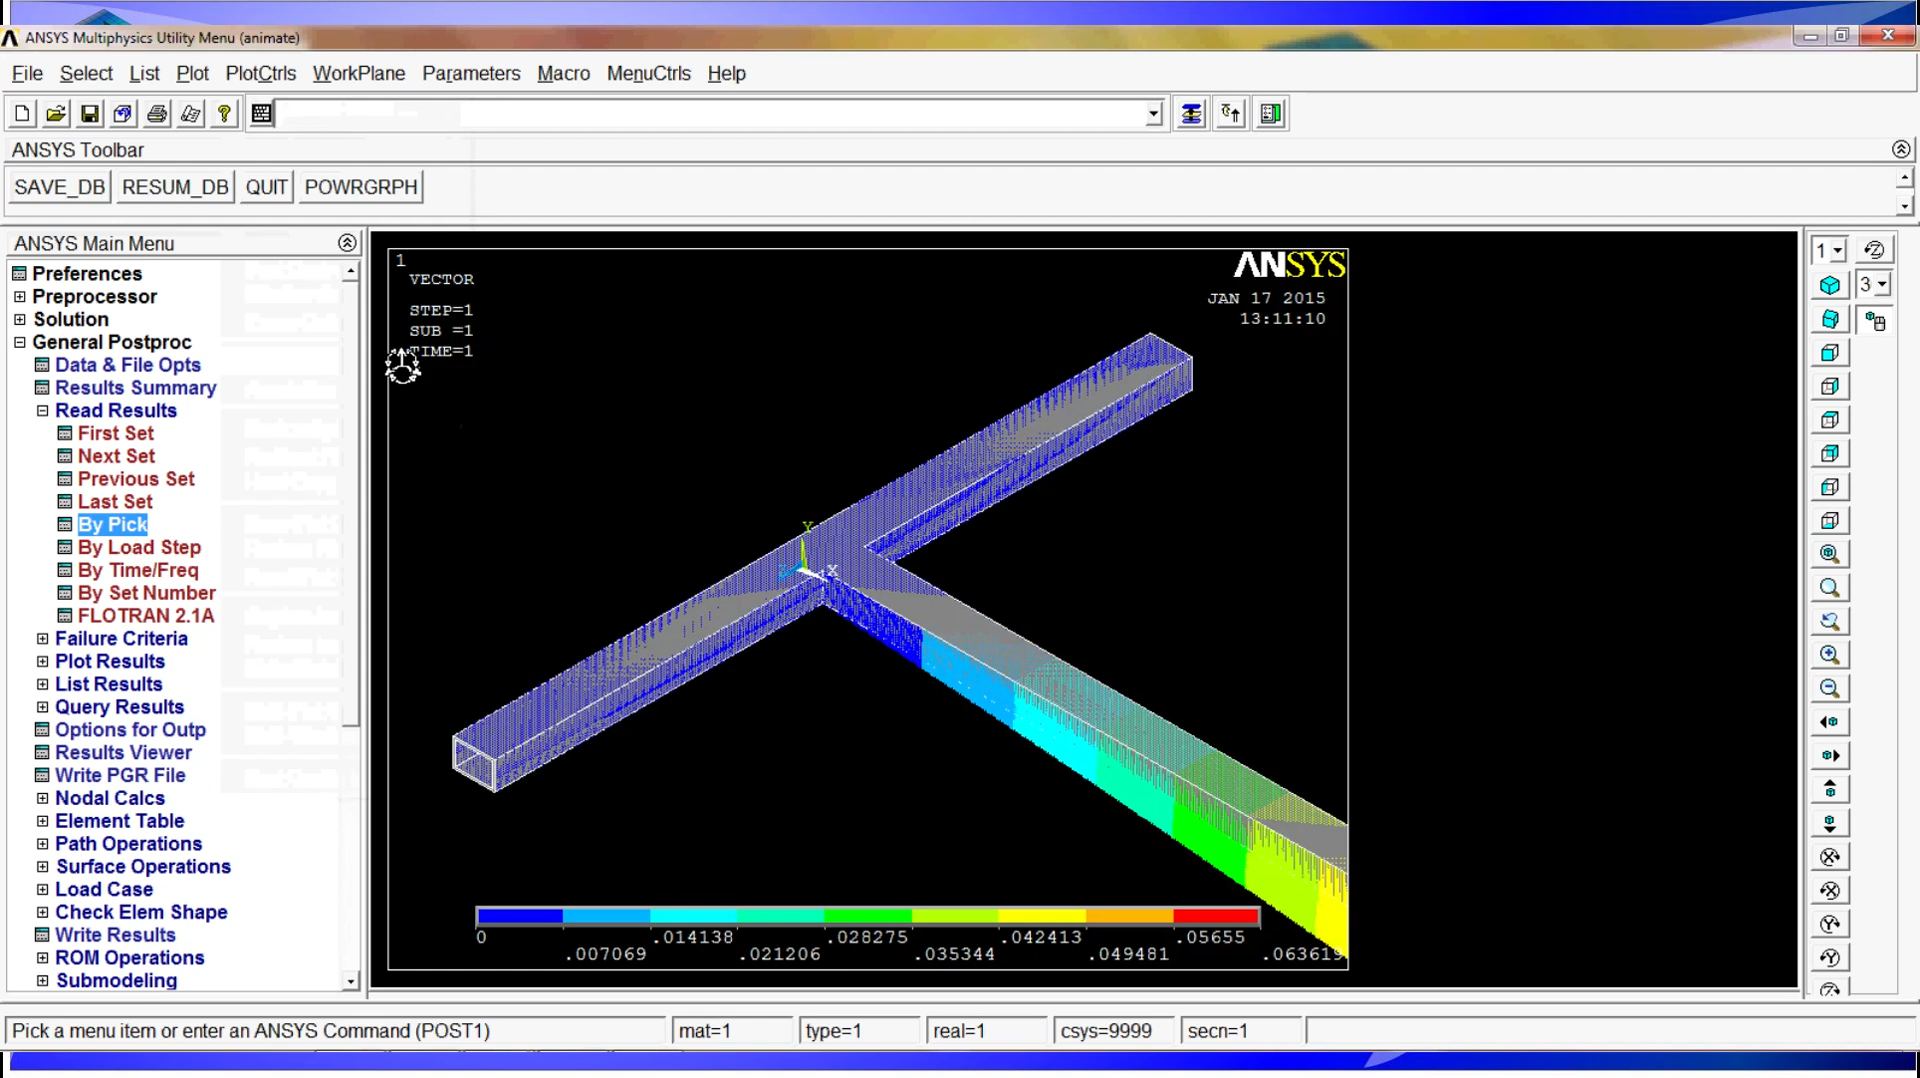 ANSYS Multiphysics Utility Menu (animate)
File Select List Plot PlotCtrls WorkPlane Parameters Macro MenuCtrls Help
ANSYS Toolbar
SAVE_DB RESUM_DB QUIT POWRGRPH
ANSYS Main Menu
Preferences
Preprocessor
Solution
General Postproc
Data & File Opts
Results Summary
Read Results
First Set
Next Set
Previous Set
Last Set
By Pick
By Load Step
By Time/Freq
By Set Number
FLOTRAN 2.1A
Failure Criteria
Plot Results
List Results
Query Results
Options for Outp
Results Viewer
Write PGR File
Nodal Calcs
Element Table
Path Operations
Surface Operations
Load Case
Check Elem Shape
Write Results
ROM Operations
Submodeling
1
VECTOR
STEP=1
SUB =1
TIME=1
ANSYS
JAN 17 2015
13:11:10
Y
Z X
0 .014138 .028275 .042413 .05655
.007069 .021206 .035344 .049481 .063619
1
3
Pick a menu item or enter an ANSYS Command (POST1) mat=1 type=1 real=1 csys=9999 secn=1